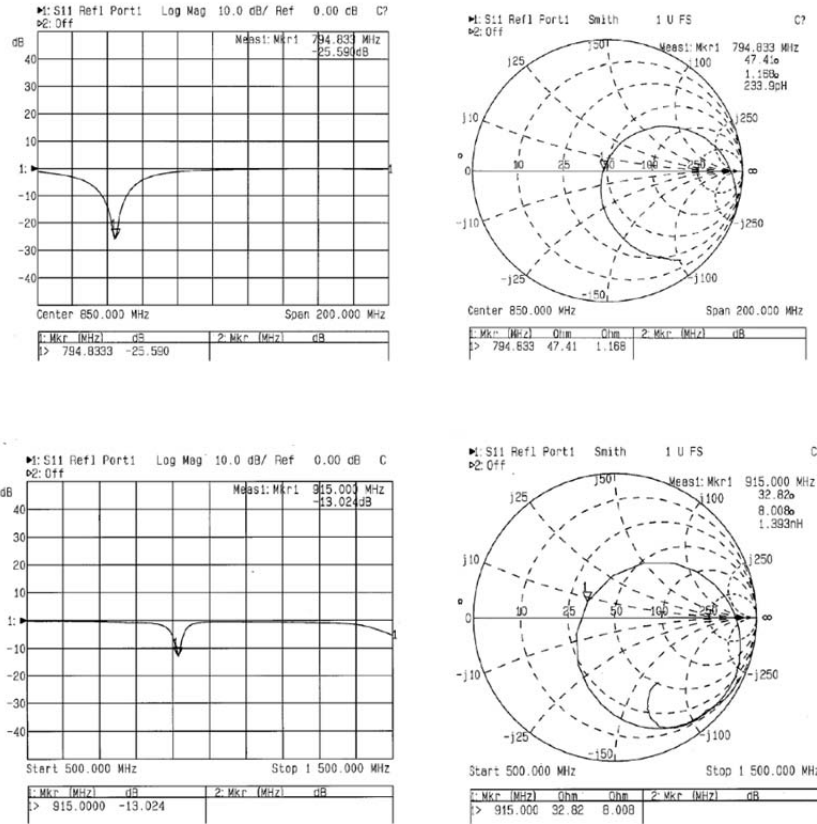 ▶1: S11 Refl Port1 Log Mag 10.0 dB/ Ref 0.00 dB C?
▷2: Off
dB
Meas1: Mkr1 794.833 MHz
-25.590dB
40
30
20
10
1:
-10
-20
-30
-40
1
Center 850.000 MHz Span 200.000 MHz
1: Mkr (MHz) dB 2: Mkr (MHz) dB
1> 794.8333 -25.590
▶1: S11 Refl Port1 Smith 1 U FS C?
▷2: Off
Meas1: Mkr1 794.833 MHz
47.41
1.168
233.9pH
j50
j25 j100
j10 j250
0 10 25 50 100 250 ∞
-j10 -j250
-j25 -j100
-j50
Center 850.000 MHz Span 200.000 MHz
1: Mkr (MHz) Ohm Ohm 2: Mkr (MHz) dB
1> 794.833 47.41 1.168
▶1: S11 Refl Port1 Log Mag 10.0 dB/ Ref 0.00 dB C
▷2: Off
dB
Meas1: Mkr1 915.000 MHz
-13.024dB
40
30
20
10
1:
-10
-20
-30
-40
1
Start 500.000 MHz Stop 1 500.000 MHz
1: Mkr (MHz) dB 2: Mkr (MHz) dB
1> 915.0000 -13.024
▶1: S11 Refl Port1 Smith 1 U FS C
▷2: Off
Meas1: Mkr1 915.000 MHz
32.82
8.008
1.393nH
j50
j25 j100
j10 j250
0 10 25 50 100 250 ∞
-j10 -j250
-j25 -j100
-j50
Start 500.000 MHz Stop 1 500.000 MHz
1: Mkr (MHz) Ohm Ohm 2: Mkr (MHz) dB
1> 915.000 32.82 8.008